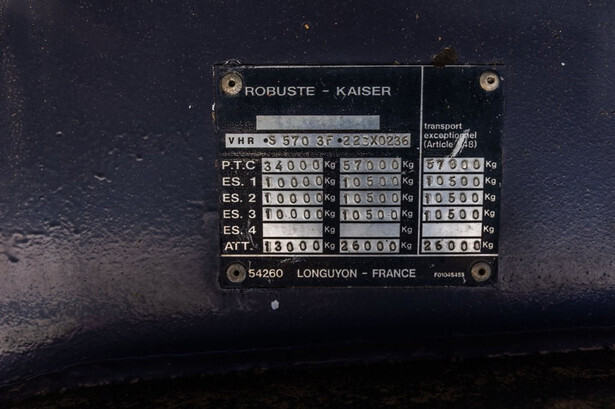 ROBUSTE - KAISER
transport
exceptionnel
(Article 48)
VHR *S 570 3F *22SX0236
P.T.C 34000 Kg 57000 Kg 57000 Kg
ES. 1 10000 Kg 10500 Kg 10500 Kg
ES. 2 10000 Kg 10500 Kg 10500 Kg
ES. 3 10000 Kg 10500 Kg 10500 Kg
ES. 4 Kg Kg Kg
ATT. 13000 Kg 26000 Kg 26000 Kg
54260 LONGUYON - FRANCE